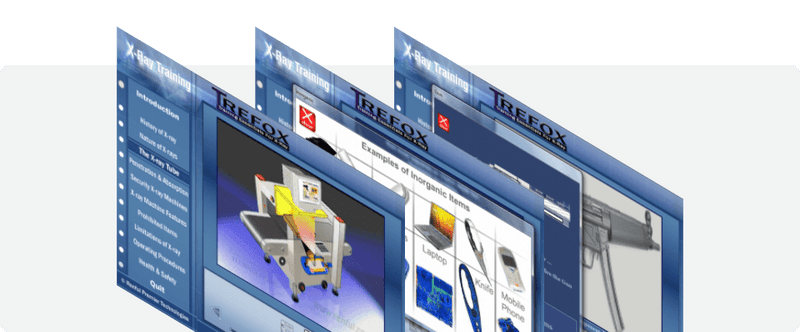 X-Ray Training
Introduction
History of X-ray
Nature of X-rays
The X-ray Tube
Penetration & Absorption
Security X-ray Machines
X-ray Machine Features
Prohibited Items
Limitations of X-ray
Operating Procedures
Health & Safety
Quit
TREFOX
X-Ray Training
TREFOX
Examples of Inorganic Items
Laptop
Knife
Mobile
Phone
X-Ray Training
TREFOX